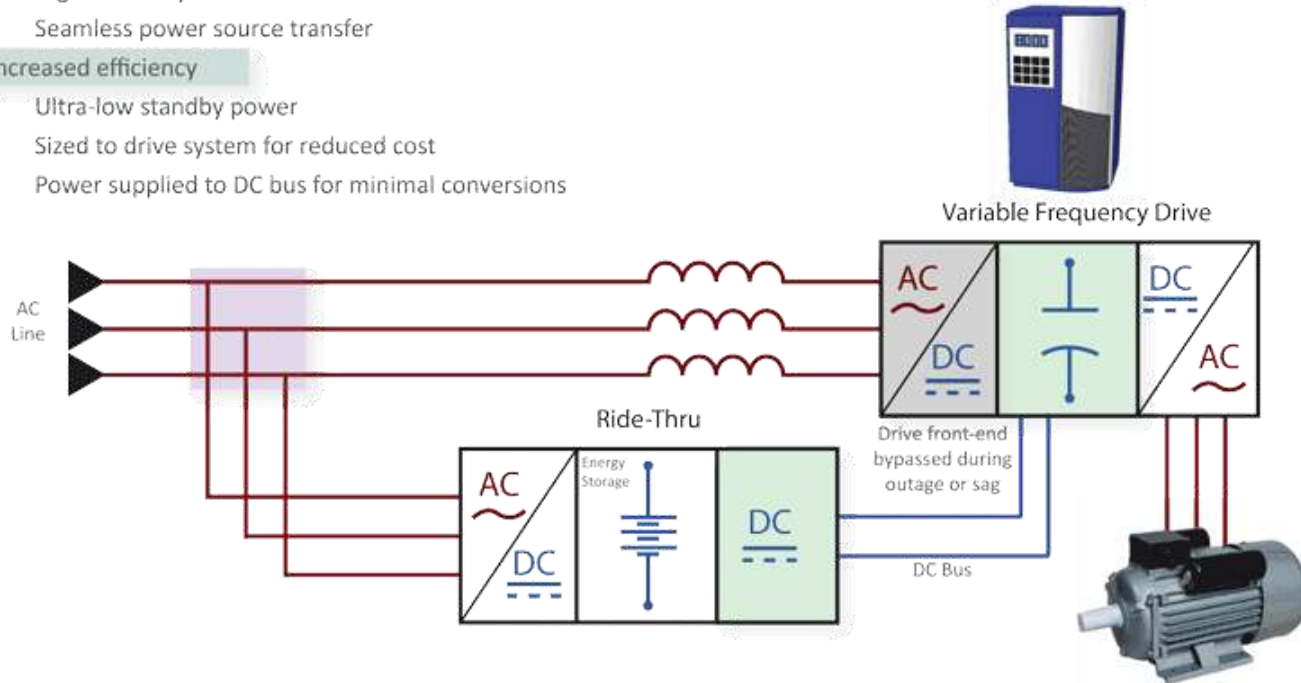 Seamless power source transfer
ncreased efficiency
Ultra-low standby power
Sized to drive system for reduced cost
Power supplied to DC bus for minimal conversions
Variable Frequency Drive
AC
Line
AC
DC
DC
AC
Drive front-end
bypassed during
outage or sag
Ride-Thru
AC
DC
Energy
Storage
DC
DC Bus